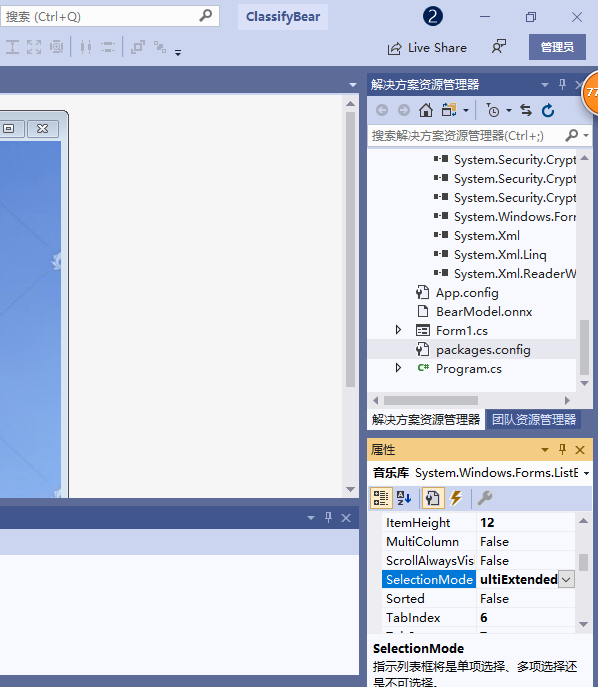 搜索 (Ctrl+Q)
ClassifyBear
2
Live Share
管理员
解决方案资源管理器
77
搜索解决方案资源管理器(Ctrl+;)
System.Security.Crypt
System.Security.Crypt
System.Security.Crypt
System.Windows.For
System.Xml
System.Xml.Linq
System.Xml.ReaderW
App.config
BearModel.onnx
Form1.cs
packages.config
C# Program.cs
解决方案资源管理器 团队资源管理器
属性
音乐库 System.Windows.Forms.ListE
ItemHeight 12
MultiColumn False
ScrollAlwaysVis False
SelectionMode ultiExtended
Sorted False
TabIndex 6
SelectionMode
指示列表框将是单项选择、多项选择还
是不可选择。